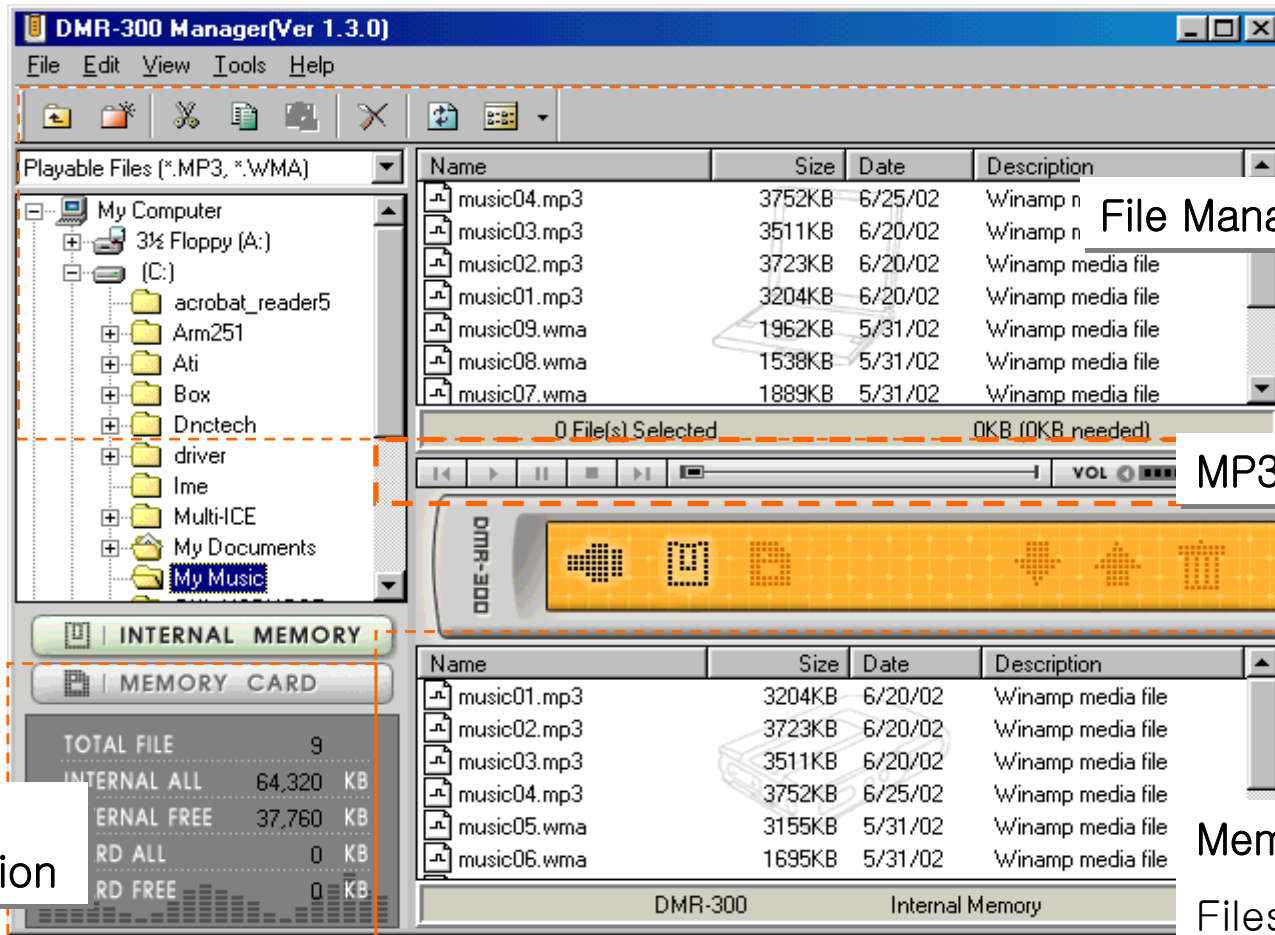 DMR-300 Manager(Ver 1.3.0)
File Edit View Tools Help
Playable Files (*.MP3, *.WMA)
My Computer
3½ Floppy (A:)
(C:)
acrobat_reader5
Arm251
Ati
Box
Dnctech
driver
Ime
Multi-ICE
My Documents
My Music
Name Size Date Description
music04.mp3 3752KB 6/25/02 Winamp
music03.mp3 3511KB 6/20/02 Winamp
music02.mp3 3723KB 6/20/02 Winamp media file
music01.mp3 3204KB 6/20/02 Winamp media file
music09.wma 1962KB 5/31/02 Winamp media file
music08.wma 1538KB 5/31/02 Winamp media file
music07.wma 1889KB 5/31/02 Winamp media file
File Mana
0 File(s) Selected 0KB (0KB needed)
VOL
MP3
DMR-300
INTERNAL MEMORY
MEMORY CARD
TOTAL FILE 9
INTERNAL ALL 64,320 KB
ERNAL FREE 37,760 KB
RD ALL 0 KB
RD FREE 0 KB
ion
Name Size Date Description
music01.mp3 3204KB 6/20/02 Winamp media file
music02.mp3 3723KB 6/20/02 Winamp media file
music03.mp3 3511KB 6/20/02 Winamp media file
music04.mp3 3752KB 6/25/02 Winamp media file
music05.wma 3155KB 5/31/02 Winamp media file
music06.wma 1695KB 5/31/02 Winamp media file
DMR-300 Internal Memory
Mem
Files